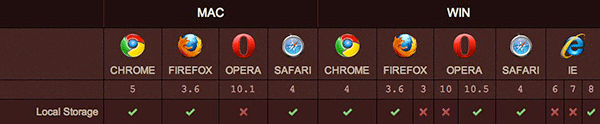 MAC WIN
CHROME FIREFOX OPERA SAFARI CHROME FIREFOX OPERA SAFARI IE
5 3.6 10.1 4 4 3.6 3 10 10.5 4 6 7 8
Local Storage